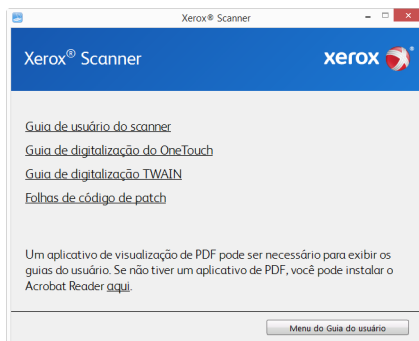 Xerox® Scanner
Xerox® Scanner
xerox
Guia de usuário do scanner
Guia de digitalização do OneTouch
Guia de digitalização TWAIN
Folhas de código de patch
Um aplicativo de visualização de PDF pode ser necessário para exibir os
guias do usuário. Se não tiver um aplicativo de PDF, você pode instalar o
Acrobat Reader aqui.
Menu do Guia do usuário